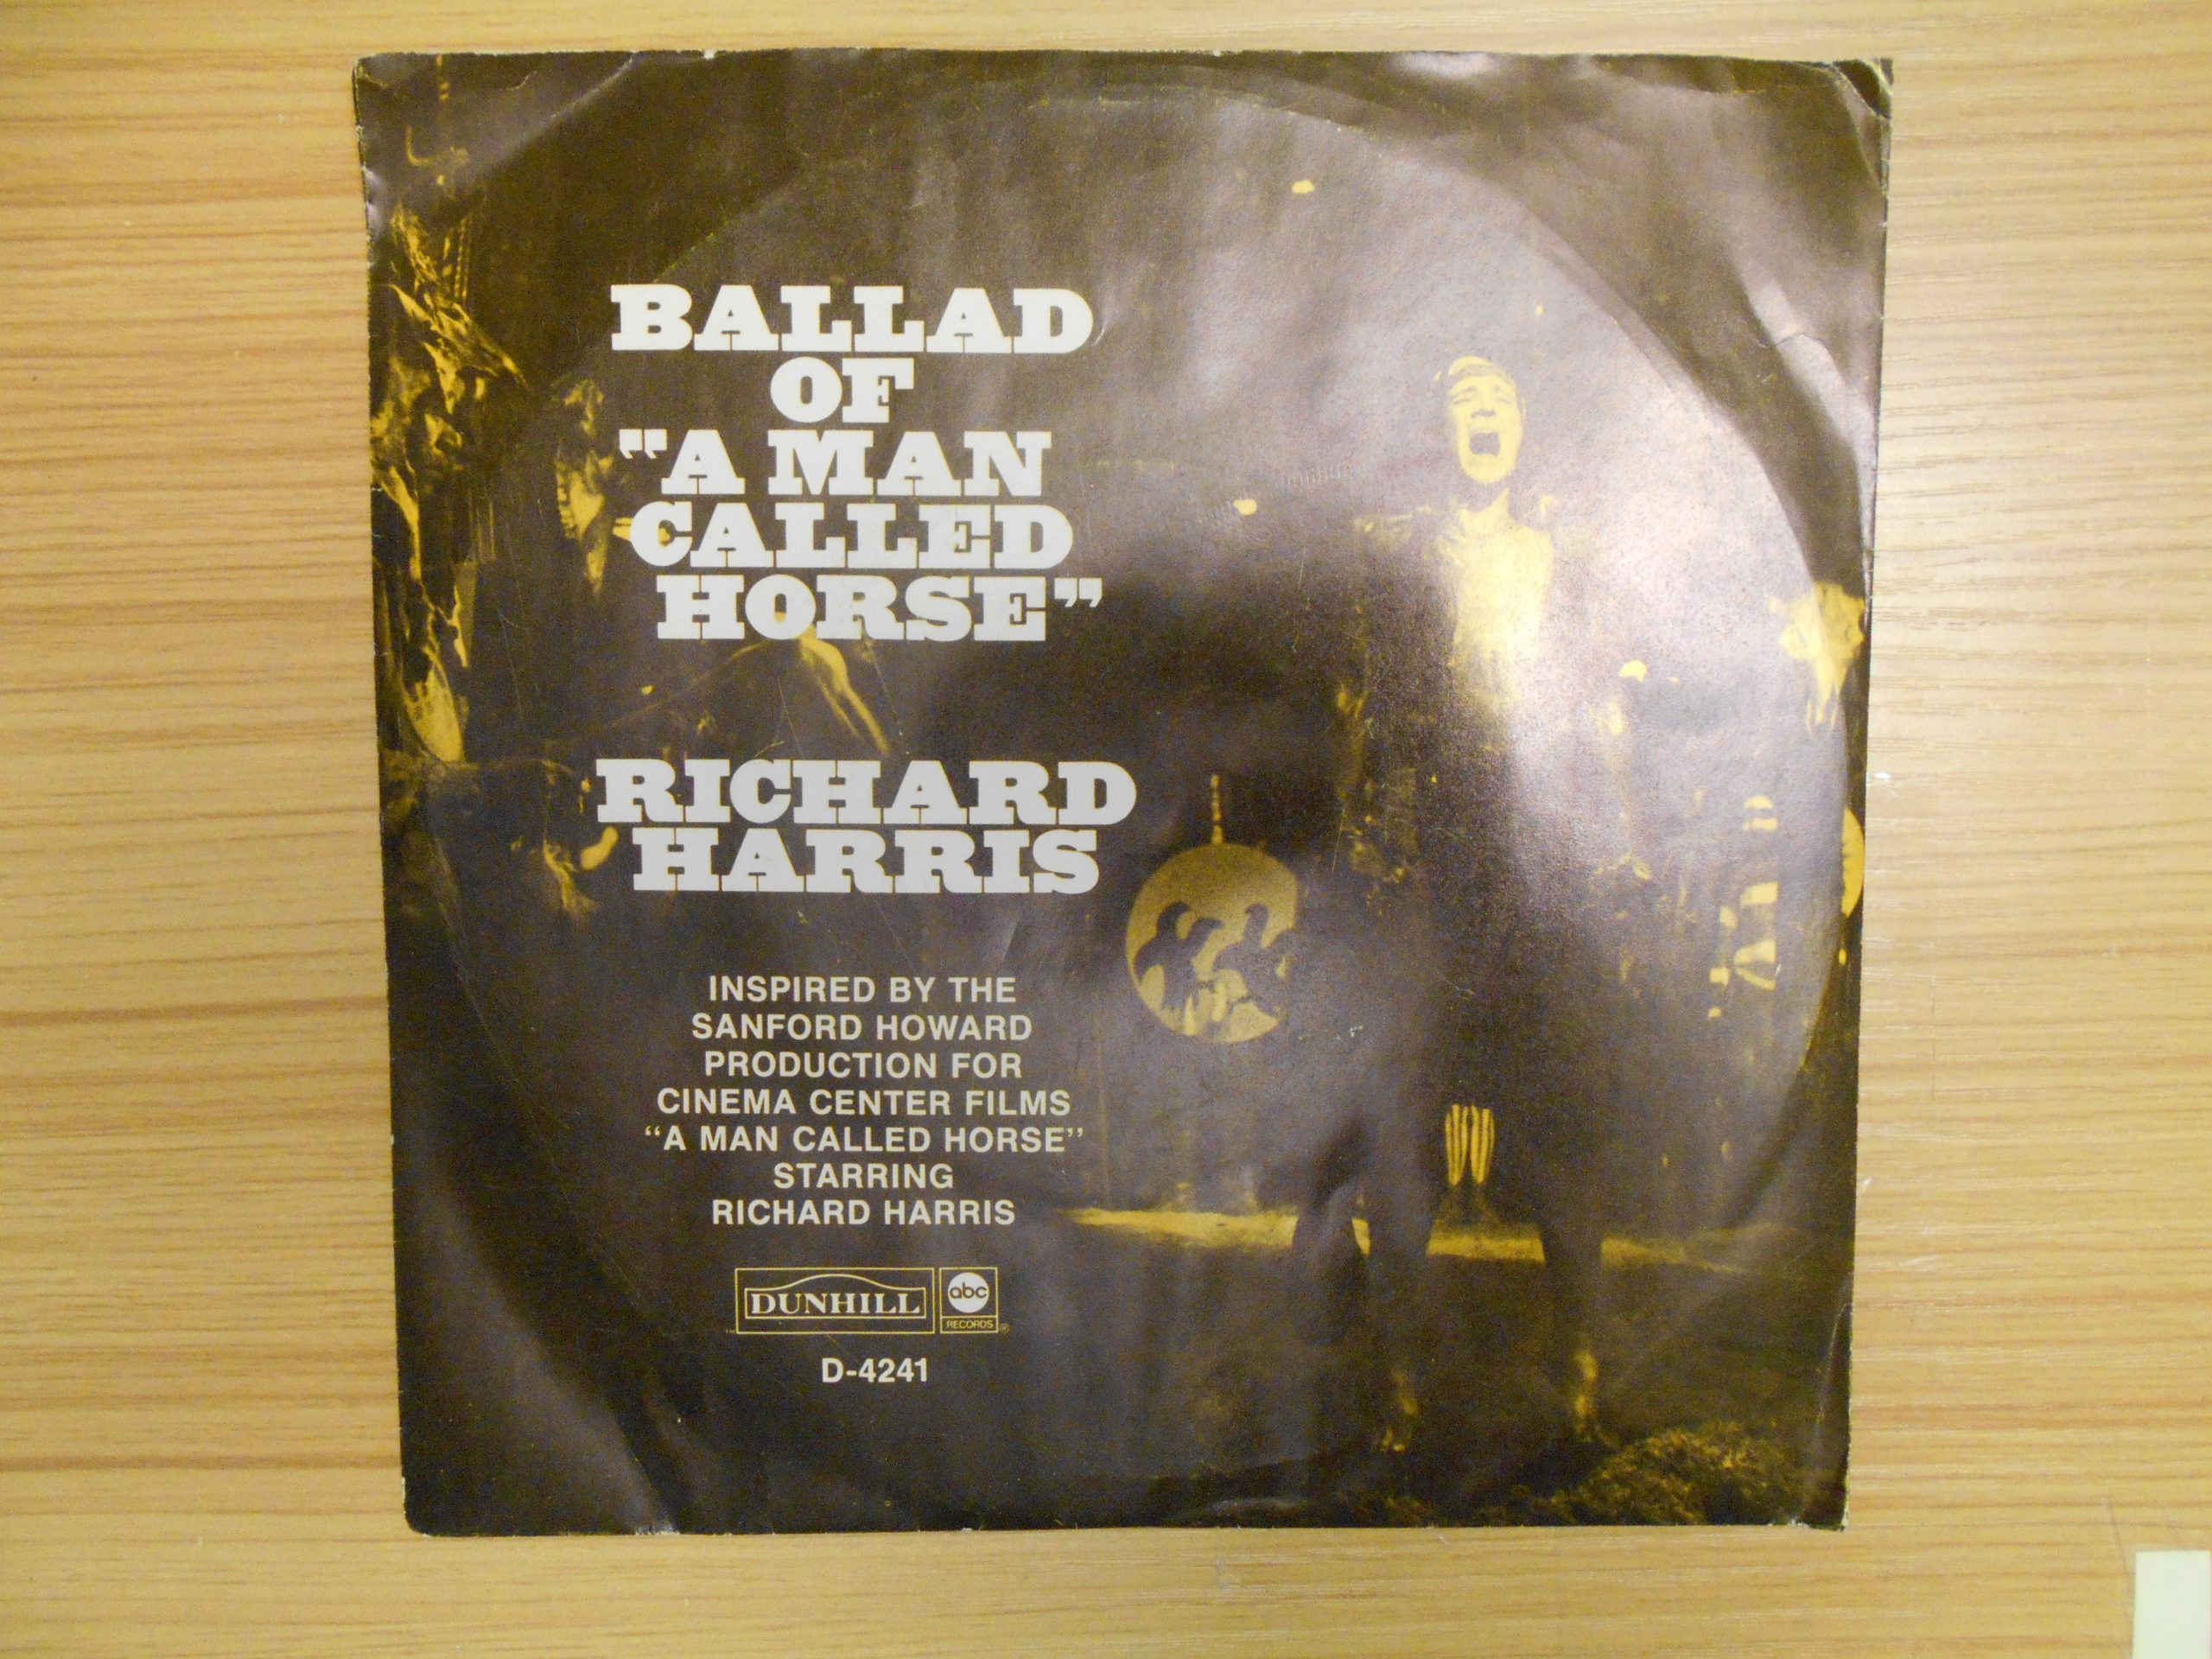 BALLAD
OF
"A MAN
CALLED
HORSE"
RICHARD
HARRIS
INSPIRED BY THE
SANFORD HOWARD
PRODUCTION FOR
CINEMA CENTER FILMS
“A MAN CALLED HORSE”
STARRING
RICHARD HARRIS
DUNHILL
abc
RECORDS
D-4241